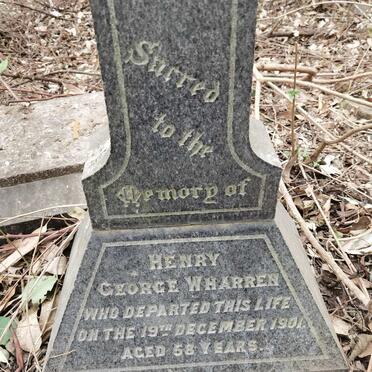 Sacred
to the
Memory of
HENRY
GEORGE WHARREN
WHO DEPARTED THIS LIFE
ON THE 19TH DECEMBER 1901.
AGED 58 YEARS.